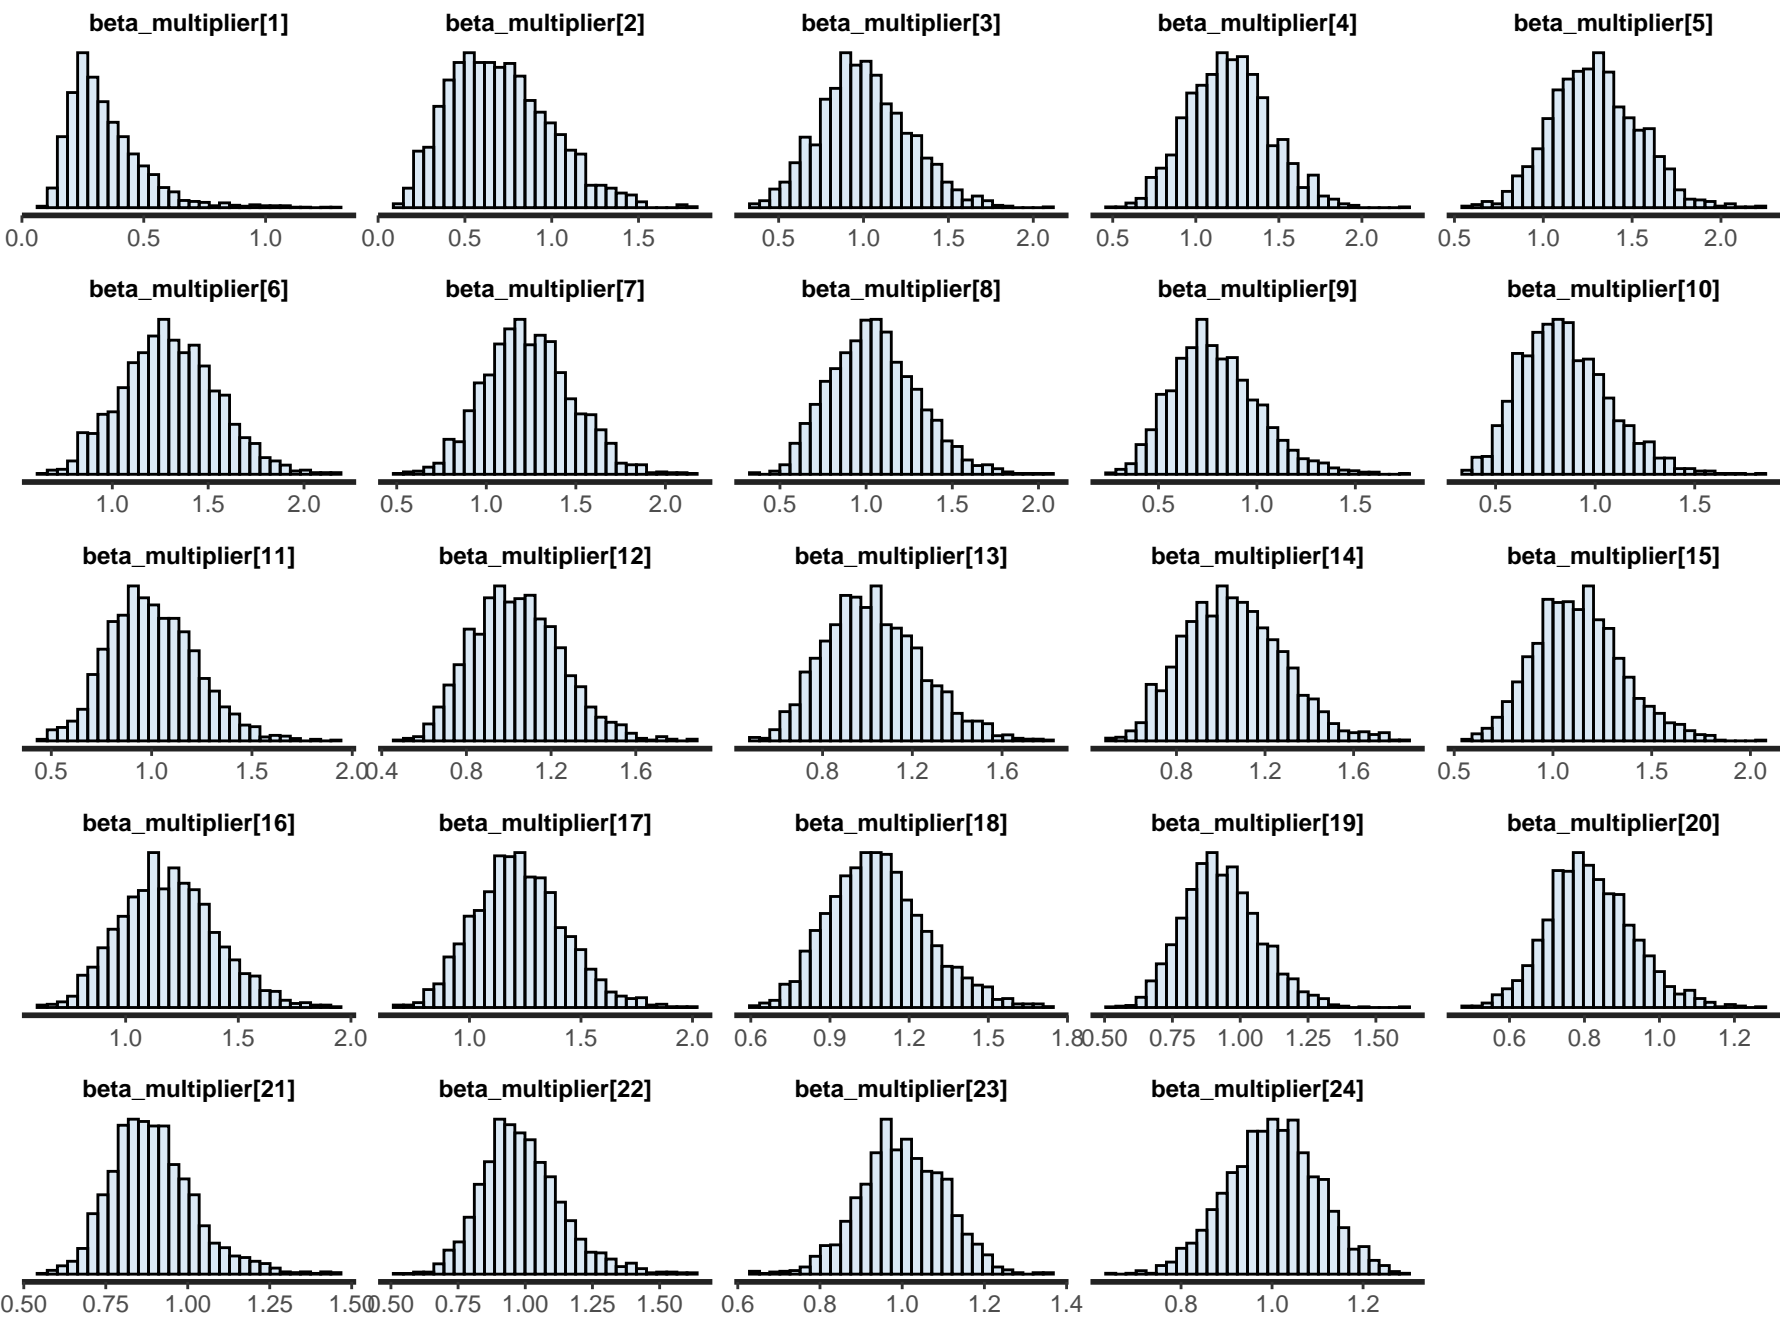 beta_multiplier[1] beta_multiplier[2] beta_multiplier[3] beta_multiplier[4] beta_multiplier[5]
0.0 0.5 1.0 0.0 0.5 1.0 1.5 0.5 1.0 1.5 2.0 0.5 1.0 1.5 2.0 0.5 1.0 1.5 2.0
beta_multiplier[6] beta_multiplier[7] beta_multiplier[8] beta_multiplier[9] beta_multiplier[10]
1.0 1.5 2.0 0.5 1.0 1.5 2.0 0.5 1.0 1.5 2.0 0.5 1.0 1.5 0.5 1.0 1.5
beta_multiplier[11] beta_multiplier[12] beta_multiplier[13] beta_multiplier[14] beta_multiplier[15]
0.5 1.0 1.5 2.0 0.4 0.8 1.2 1.6 0.8 1.2 1.6 0.8 1.2 1.6 0.5 1.0 1.5 2.0
beta_multiplier[16] beta_multiplier[17] beta_multiplier[18] beta_multiplier[19] beta_multiplier[20]
1.0 1.5 2.0 1.0 1.5 2.0 0.6 0.9 1.2 1.5 1.8 0.50 0.75 1.00 1.25 1.50 0.6 0.8 1.0 1.2
beta_multiplier[21] beta_multiplier[22] beta_multiplier[23] beta_multiplier[24]
0.50 0.75 1.00 1.25 1.50 0.50 0.75 1.00 1.25 1.50 0.6 0.8 1.0 1.2 1.4 0.8 1.0 1.2